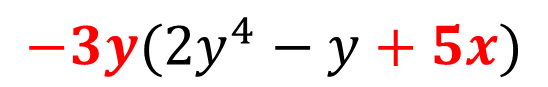 −3y(2y⁴ − y + 5x)